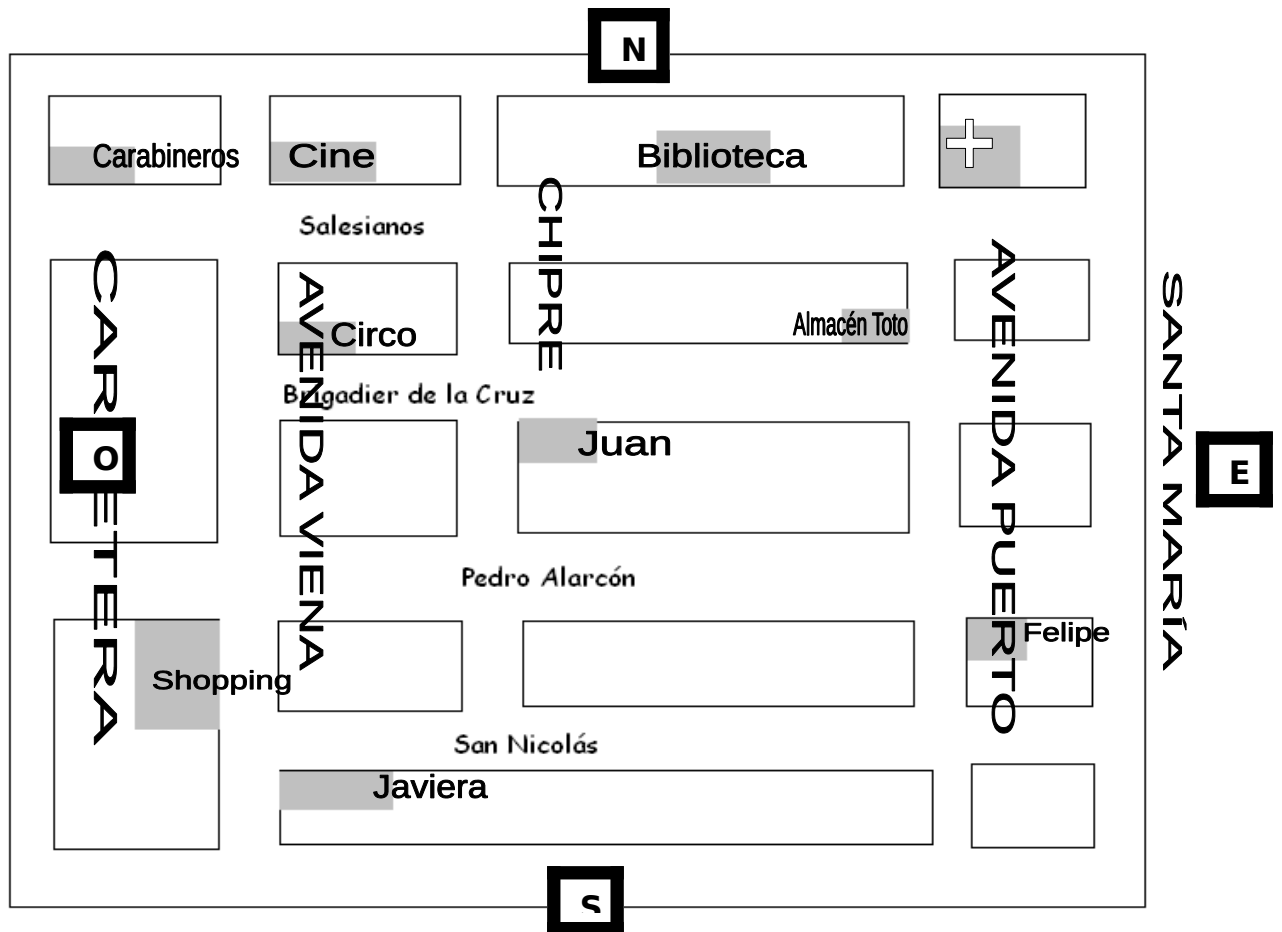 N
Carabineros
Cine
Biblioteca
Salesianos
CHIPRE
CARRETERA
AVENIDA VIENA
AVENIDA PUERTO
SANTA MARÍA
Circo
Almacén Toto
Brigadier de la Cruz
Juan
O
E
Pedro Alarcón
Felipe
Shopping
San Nicolás
Javiera
S